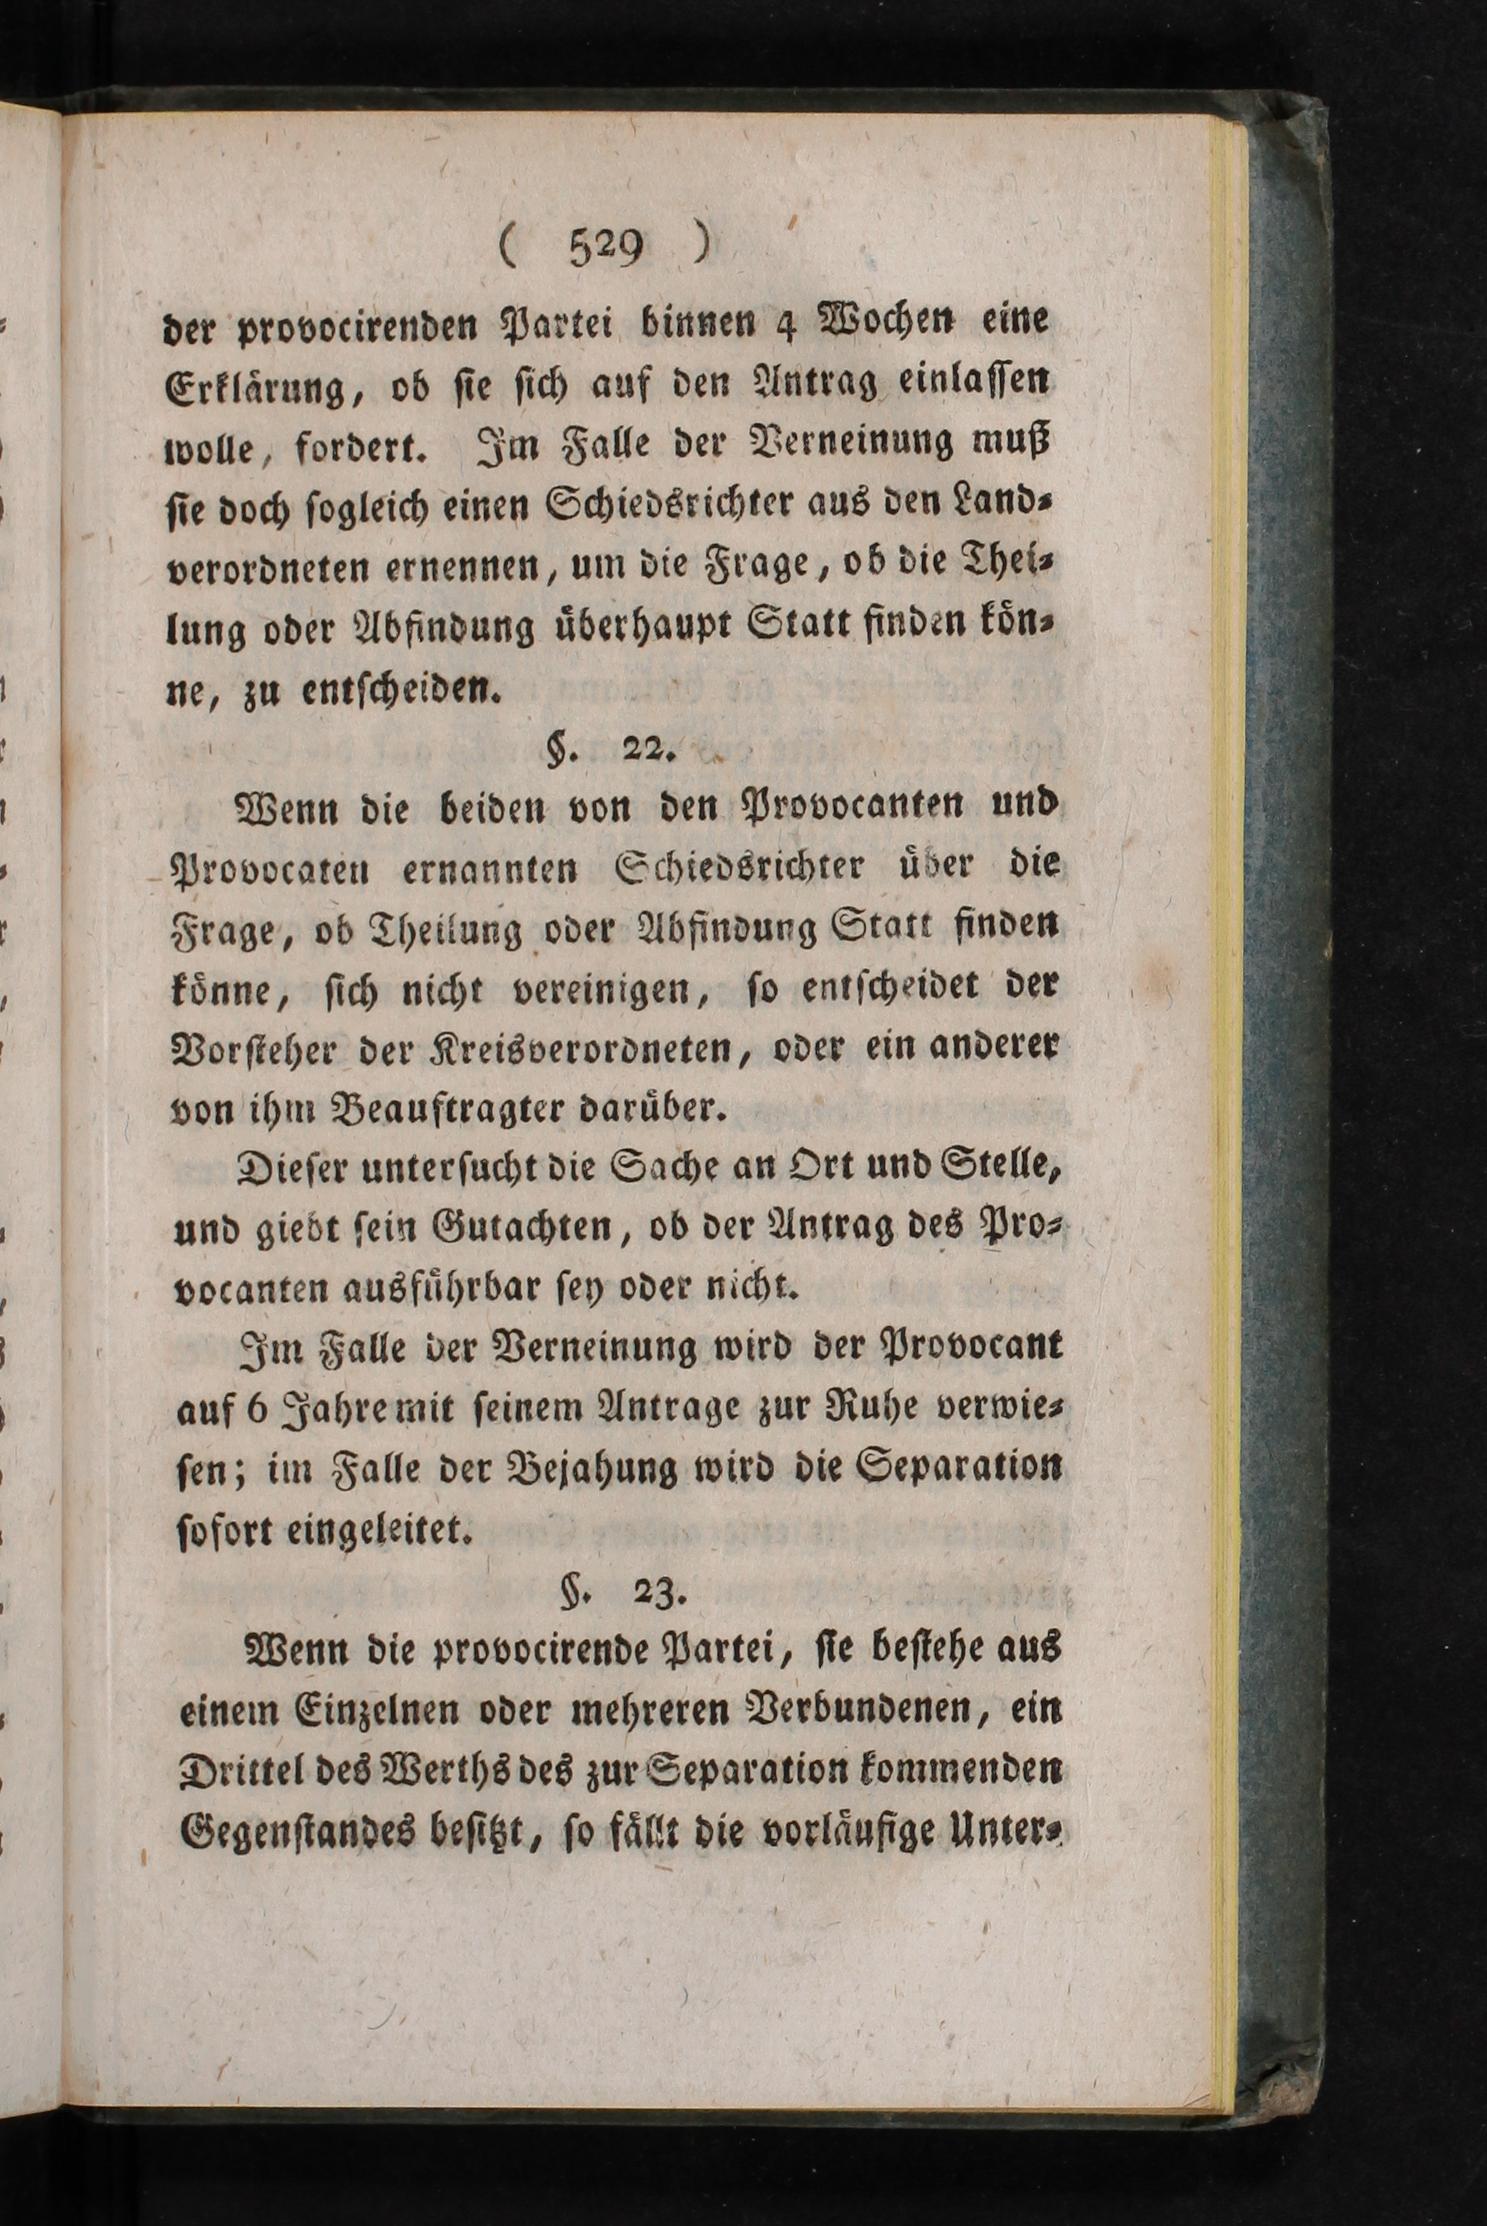 ( 529 )
der provocirenden Partei binnen 4 Wochen eine
Erklärung, ob ſie ſich auf den Antrag einlaſſen
wolle, fordert. Im Falle der Verneinung muß
ſie doch ſogleich einen Schiedsrichter aus den Land⸗
verordneten ernennen, um die Frage, ob die Thei⸗
lung oder Abfindung überhaupt Statt finden kön⸗
ne, zu entſcheiden.
§. 22.
Wenn die beiden von den Provocanten und
Provocaten ernannten Schiedsrichter über die
Frage, ob Theilung oder Abfindung Statt finden
könne, ſich nicht vereinigen, ſo entſcheidet der
Vorſteher der Kreisverordneten, oder ein anderer
von ihm Beauftragter darüber.
Dieſer unterſucht die Sache an Ort und Stelle,
und giebt ſein Gutachten, ob der Antrag des Pro⸗
vocanten ausführbar ſey oder nicht.
Im Falle der Verneinung wird der Provocant
auf 6 Jahre mit ſeinem Antrage zur Ruhe verwie⸗
ſen; im Falle der Bejahung wird die Separation
ſofort eingeleitet.
§. 23.
Wenn die provocirende Partei, ſie beſtehe aus
einem Einzelnen oder mehreren Verbundenen, ein
Drittel des Werths des zur Separation kommenden
Gegenſtandes beſitzt, ſo fällt die vorläufige Unter⸗